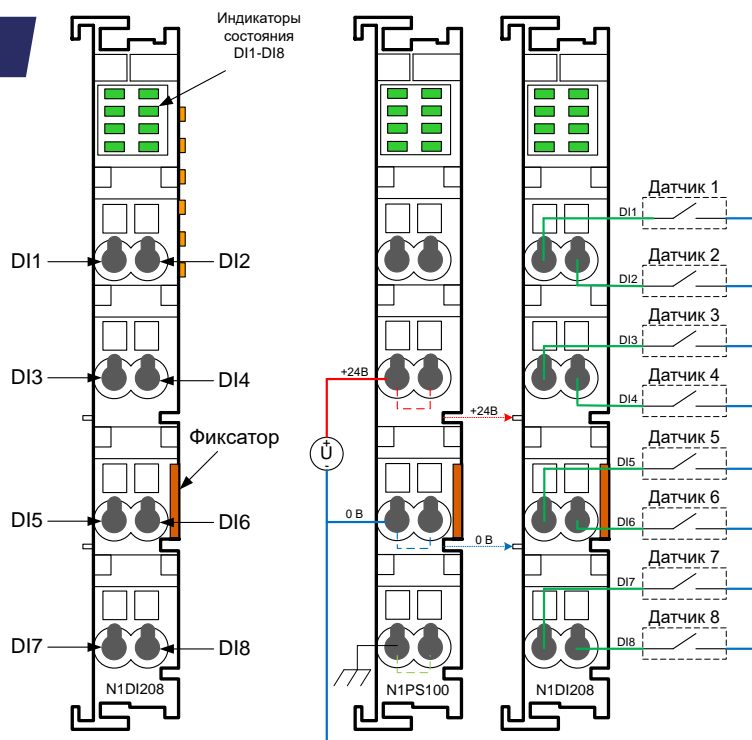 Индикаторы
состояния
DI1-DI8
DI1
DI2
DI3
DI4
Фиксатор
DI5
DI6
DI7
DI8
N1DI208
+24В
+
U
-
0 В
+24В
0 В
N1PS100
N1DI208
Датчик 1
DI1
Датчик 2
DI2
Датчик 3
DI3
Датчик 4
DI4
Датчик 5
DI5
Датчик 6
DI6
Датчик 7
DI7
Датчик 8
DI8